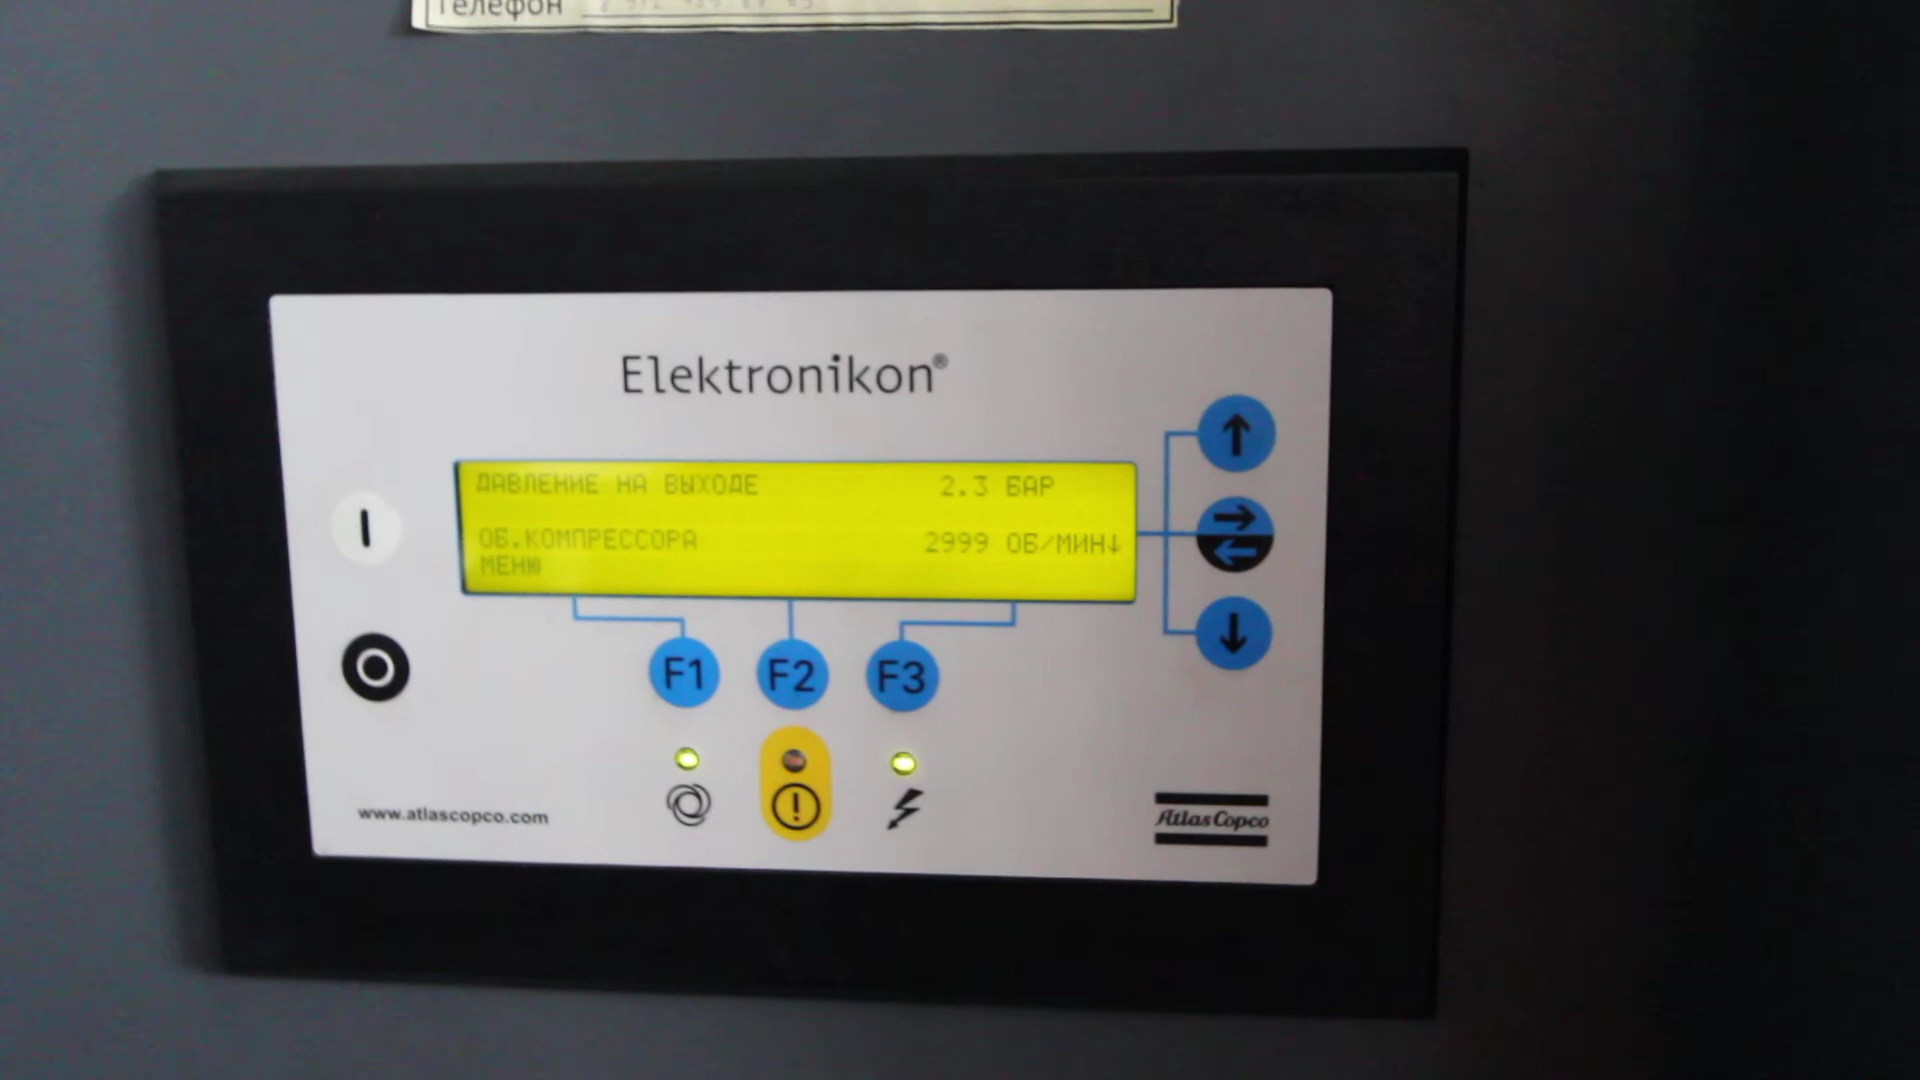 Телефон
Elektronikon®
ДАВЛЕНИЕ НА ВЫХОДЕ 2.3 БАР
ОБ.КОМПРЕССОРА 2999 ОБ/МИН↓
МЕНЮ
F1 F2 F3
www.atlascopco.com
Atlas Copco